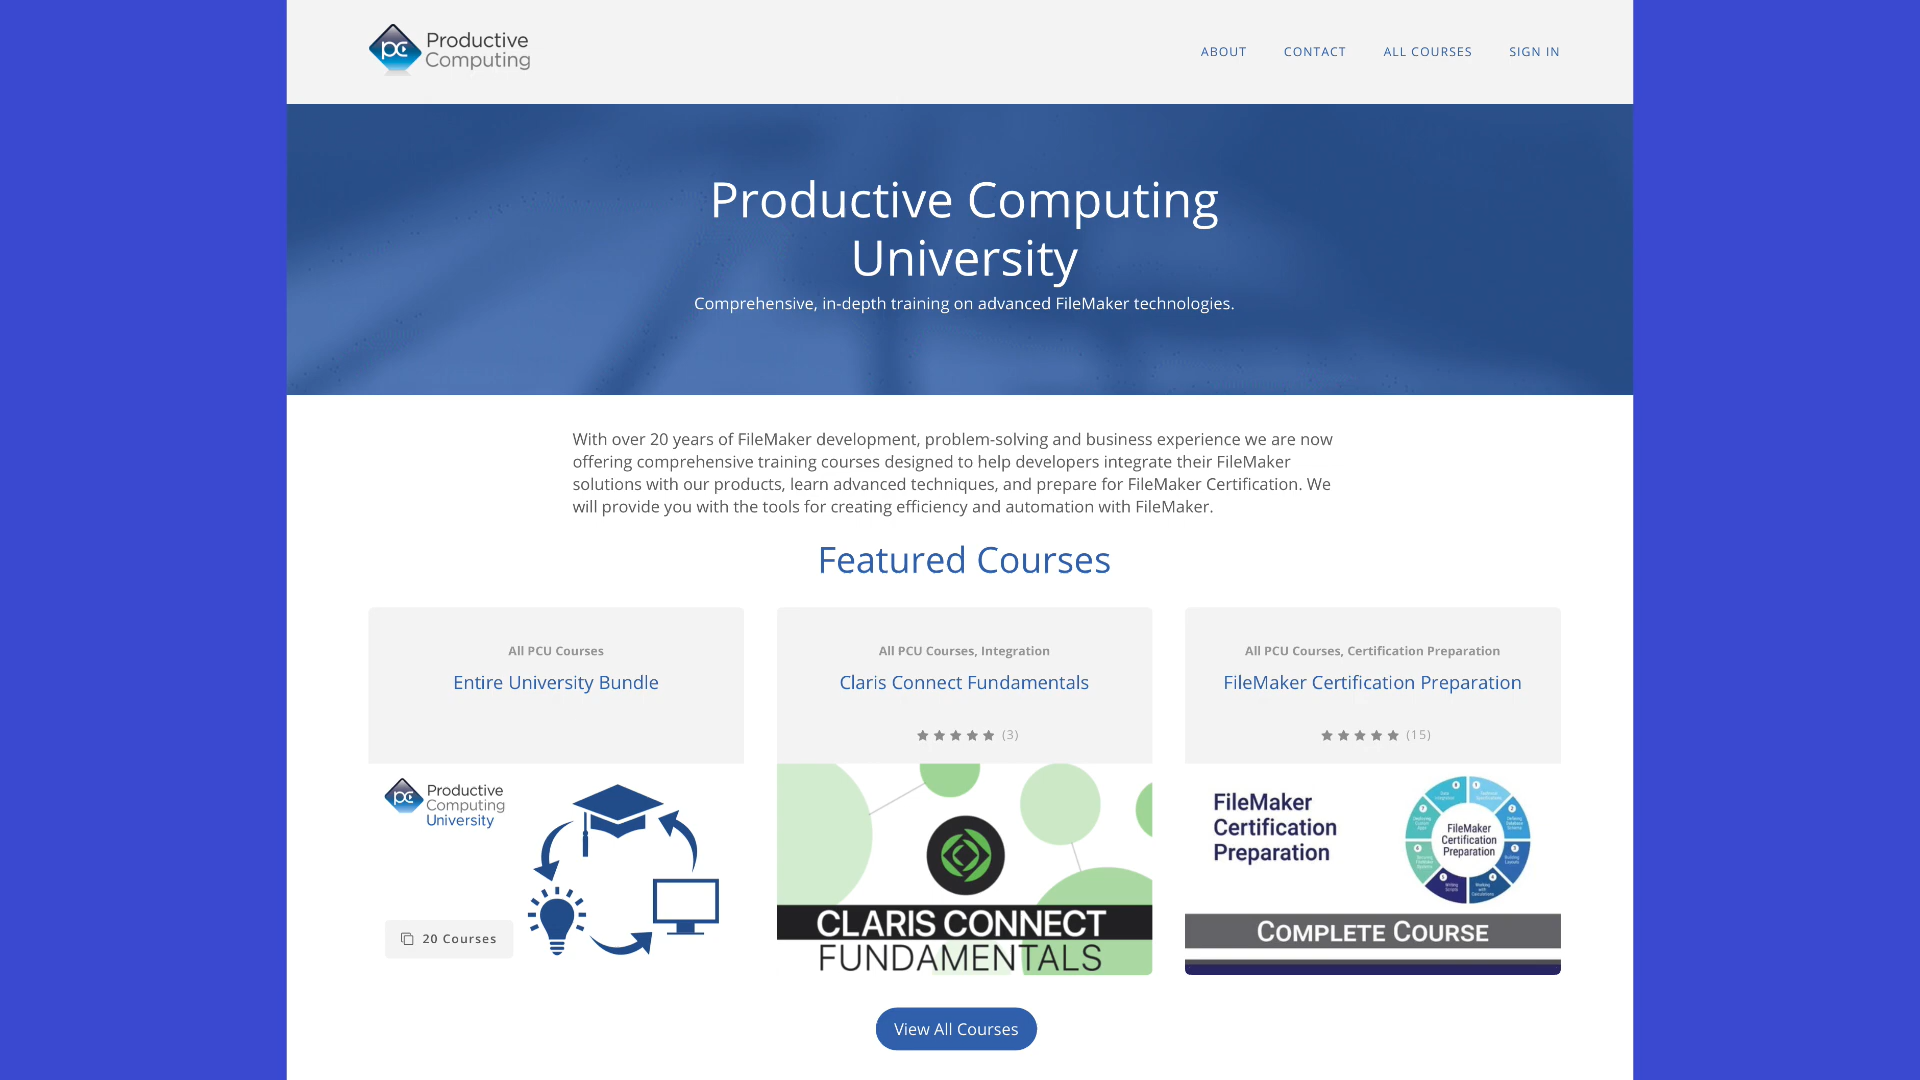 Productive
Computing
ABOUT
CONTACT
ALL COURSES
SIGN IN
Productive Computing
University
Comprehensive, in-depth training on advanced FileMaker technologies.
With over 20 years of FileMaker development, problem-solving and business experience we are now
offering comprehensive training courses designed to help developers integrate their FileMaker
solutions with our products, learn advanced techniques, and prepare for FileMaker Certification. We
will provide you with the tools for creating efficiency and automation with FileMaker.
Featured Courses
All PCU Courses
Entire University Bundle
Productive
Computing
University
20 Courses
All PCU Courses, Integration
Claris Connect Fundamentals
(3)
CLARIS CONNECT
FUNDAMENTALS
All PCU Courses, Certification Preparation
FileMaker Certification Preparation
(15)
FileMaker
Certification
Preparation
FileMaker
Certification
Preparation
COMPLETE COURSE
View All Courses